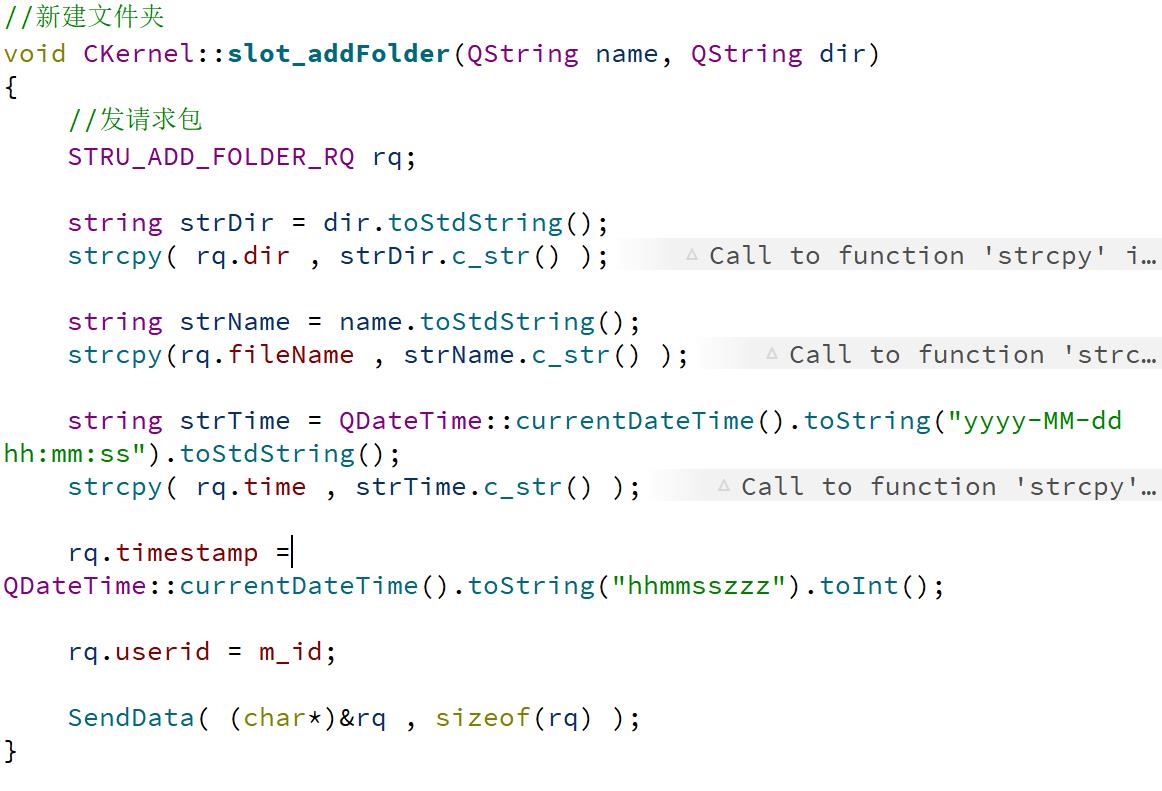 //新建文件夹
void CKernel::slot_addFolder(QString name, QString dir)
{
    //发请求包
    STRU_ADD_FOLDER_RQ rq;

    string strDir = dir.toStdString();
    strcpy( rq.dir , strDir.c_str() );    Call to function 'strcpy' i…

    string strName = name.toStdString();
    strcpy(rq.fileName , strName.c_str() );    Call to function 'strc…

    string strTime = QDateTime::currentDateTime().toString("yyyy-MM-dd
hh:mm:ss").toStdString();
    strcpy( rq.time , strTime.c_str() );    Call to function 'strcpy'…

    rq.timestamp =
QDateTime::currentDateTime().toString("hhmmsszzz").toInt();

    rq.userid = m_id;

    SendData( (char*)&rq , sizeof(rq) );
}